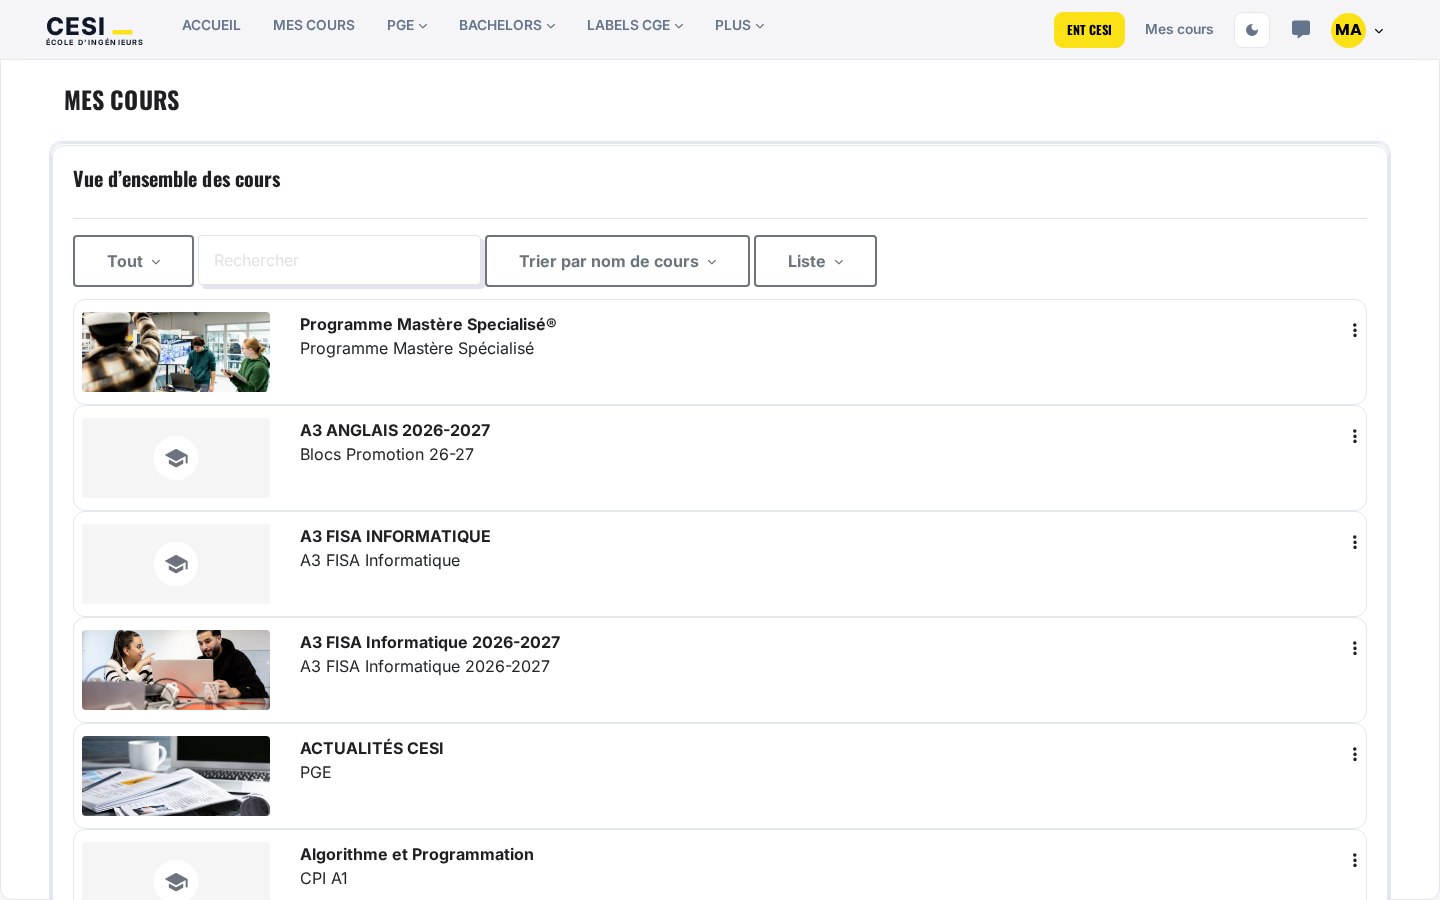 CESI
ÉCOLE D'INGÉNIEURS
ACCUEIL
MES COURS
PGE
BACHELORS
LABELS CGE
PLUS
ENT CESI
Mes cours
MA
MES COURS
Vue d’ensemble des cours
Tout
Rechercher
Trier par nom de cours
Liste
Programme Mastère Specialisé®
Programme Mastère Spécialisé
A3 ANGLAIS 2026-2027
Blocs Promotion 26-27
A3 FISA INFORMATIQUE
A3 FISA Informatique
A3 FISA Informatique 2026-2027
A3 FISA Informatique 2026-2027
ACTUALITÉS CESI
PGE
Algorithme et Programmation
CPI A1